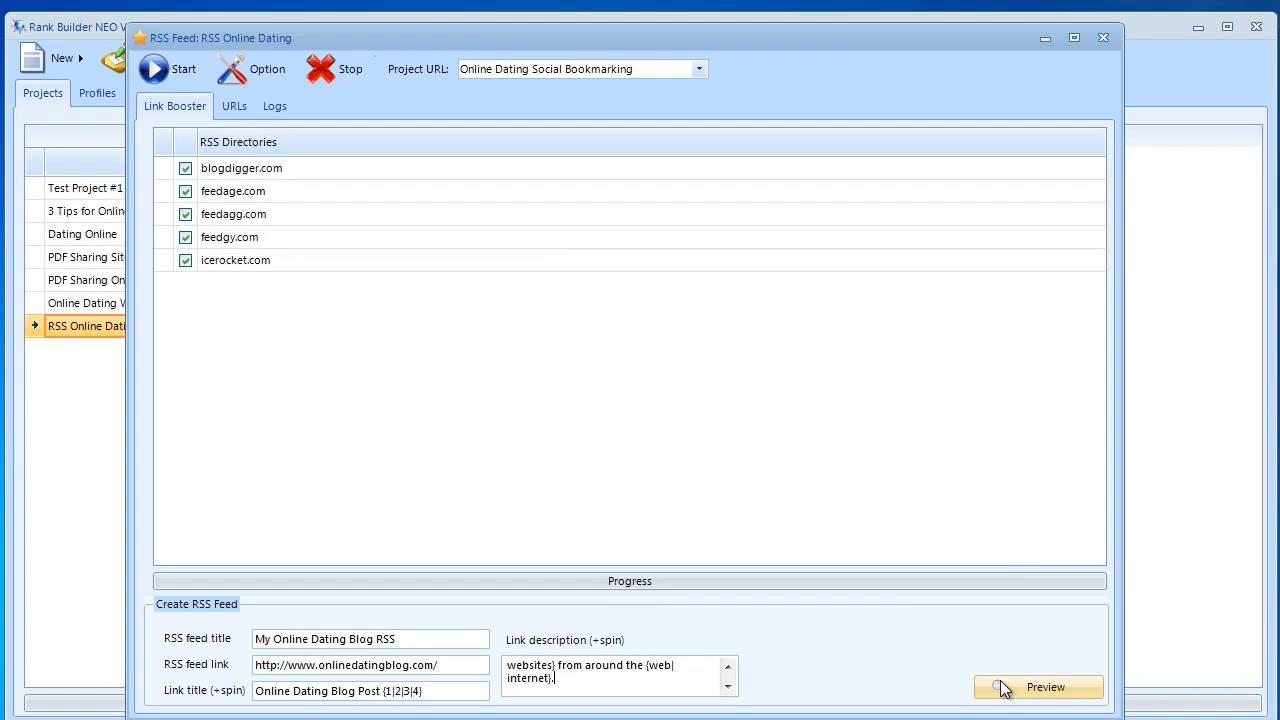 Rank Builder NEO V
RSS Feed: RSS Online Dating
New
Start
Option
Stop
Project URL:
Online Dating Social Bookmarking
Projects
Profiles
Link Booster
URLs
Logs
RSS Directories
blogdigger.com
feedage.com
feedagg.com
feedgy.com
icerocket.com
Test Project #1
3 Tips for Onlin
Dating Online
PDF Sharing Sit
PDF Sharing On
Online Dating W
RSS Online Dati
Progress
Create RSS Feed
RSS feed title
My Online Dating Blog RSS
RSS feed link
http://www.onlinedatingblog.com/
Link title (+spin)
Online Dating Blog Post {1|2|3|4}
Link description (+spin)
websites} from around the {web|
internet}.
Preview